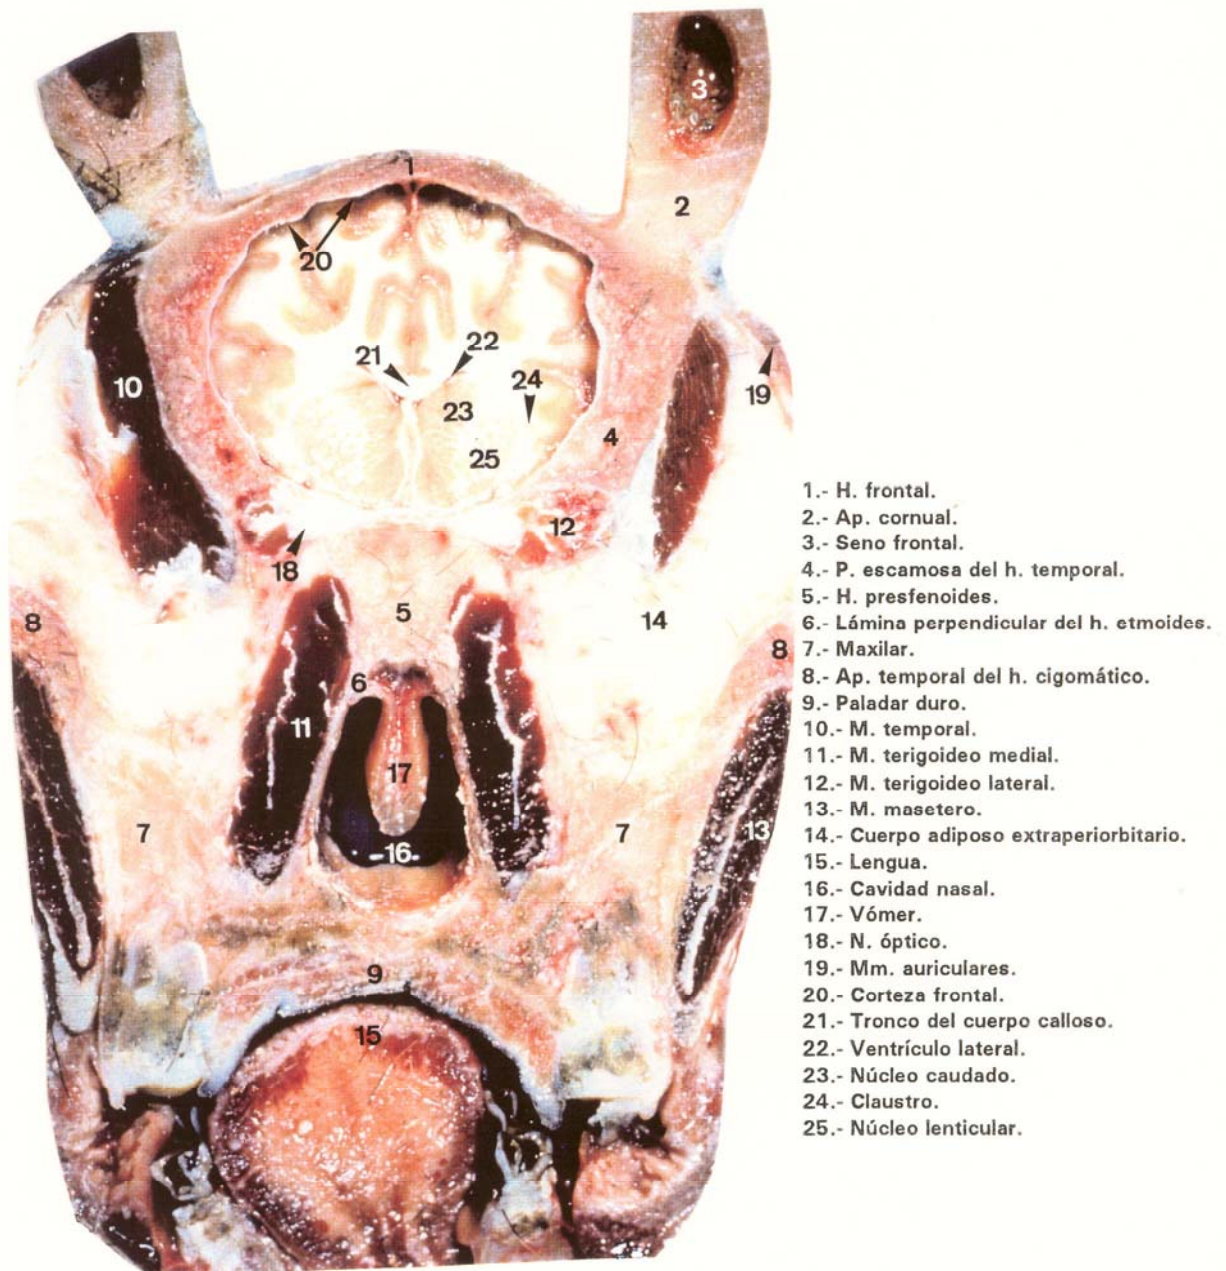 1
3
2
20
21
22
24
10
19
23
4
25
12
18
5
14
8
8
6
11
17
7
7
13
16
9
15
1.- H. frontal.
2.- Ap. cornual.
3.- Seno frontal.
4.- P. escamosa del h. temporal.
5.- H. presfenoides.
6.- Lámina perpendicular del h. etmoides.
7.- Maxilar.
8.- Ap. temporal del h. cigomático.
9.- Paladar duro.
10.- M. temporal.
11.- M. terigoideo medial.
12.- M. terigoideo lateral.
13.- M. masetero.
14.- Cuerpo adiposo extraperiorbitario.
15.- Lengua.
16.- Cavidad nasal.
17.- Vómer.
18.- N. óptico.
19.- Mm. auriculares.
20.- Corteza frontal.
21.- Tronco del cuerpo calloso.
22.- Ventrículo lateral.
23.- Núcleo caudado.
24.- Claustro.
25.- Núcleo lenticular.